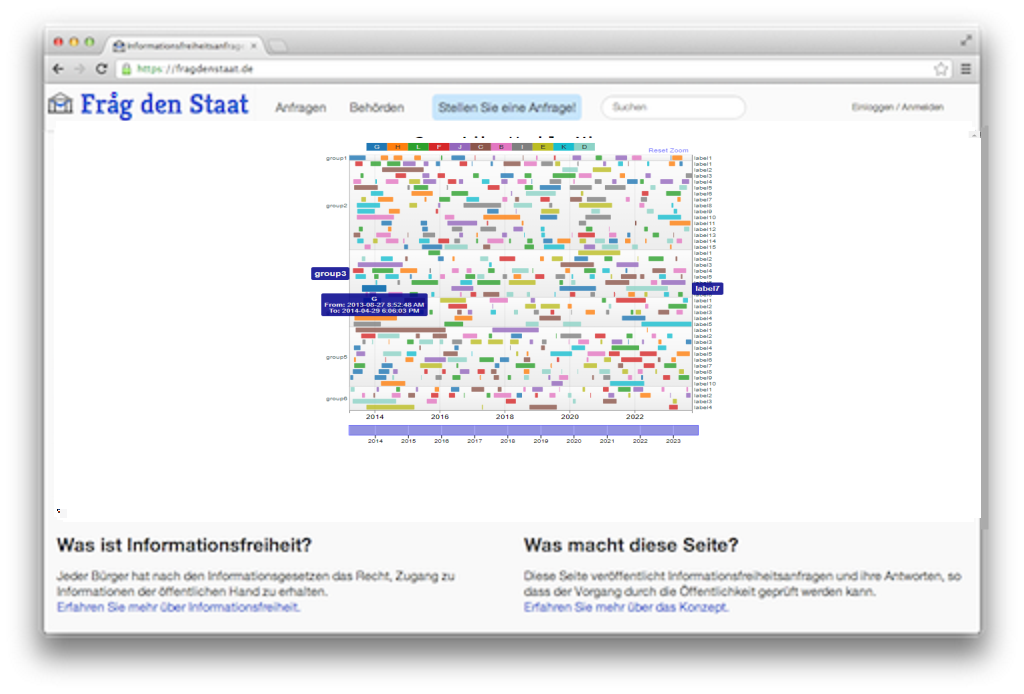 Informationsfreiheitsanfrage
https://fragdenstaat.de
Fråg den Staat
Anfragen
Behörden
Stellen Sie eine Anfrage!
Suchen
Einloggen / Anmelden
G H L F J C B I E K D
Reset Zoom
group1
label1
label1
label2
label3
label4
label5
label6
label7
group2
label8
label9
label10
label11
label12
label13
label14
label15
label1
label2
label3
group3
label4
label5
label6
label7
G
From: 2013-08-27 8:52:48 AM
To: 2014-04-29 6:06:03 PM
label1
label2
label3
label4
label5
label1
label2
label3
label4
group5
label5
label6
label7
label8
label9
label10
label1
label2
group6
label3
label4
2014 2016 2018 2020 2022
2014 2015 2016 2017 2018 2019 2020 2021 2022 2023
Was ist Informationsfreiheit?
Jeder Bürger hat nach den Informationsgesetzen das Recht, Zugang zu
Informationen der öffentlichen Hand zu erhalten.
Erfahren Sie mehr über Informationsfreiheit.
Was macht diese Seite?
Diese Seite veröffentlicht Informationsfreiheitsanfragen und ihre Antworten, so
dass der Vorgang durch die Öffentlichkeit geprüft werden kann.
Erfahren Sie mehr über das Konzept.